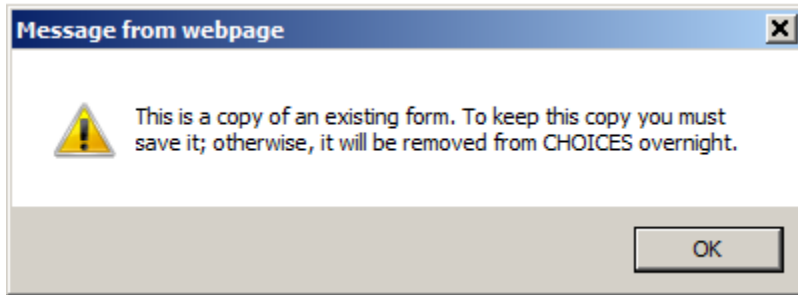 Message from webpage
This is a copy of an existing form. To keep this copy you must
save it; otherwise, it will be removed from CHOICES overnight.
OK